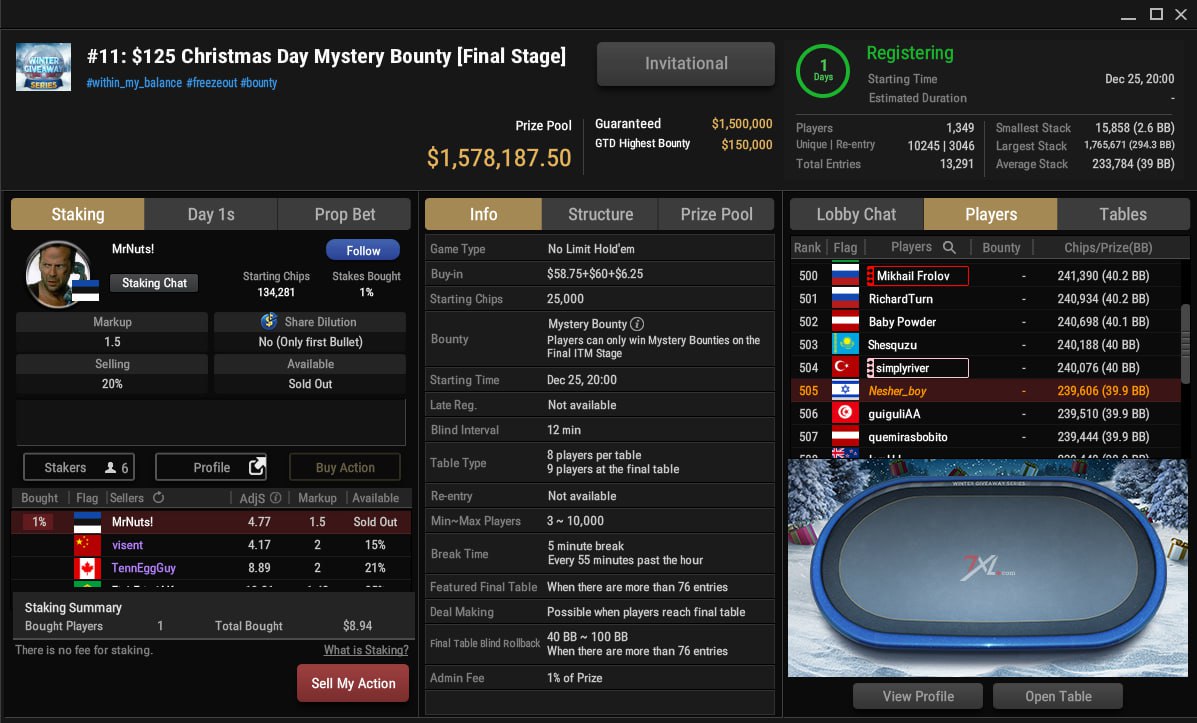 #11: $125 Christmas Day Mystery Bounty [Final Stage]
#within_my_balance #freezeout #bounty
WINTER
GIVEAWAY
SERIES
Invitational
Prize Pool
$1,578,187.50
Guaranteed $1,500,000
GTD Highest Bounty $150,000
1
Days
Registering
Starting Time Dec 25, 20:00
Estimated Duration -
Players 1,349
Unique | Re-entry 10245 | 3046
Total Entries 13,291
Smallest Stack 15,858 (2.6 BB)
Largest Stack 1,765,671 (294.3 BB)
Average Stack 233,784 (39 BB)
Staking Day 1s Prop Bet
MrNuts!
Follow
Staking Chat
Starting Chips Stakes Bought
134,281 1%
Markup Share Dilution
1.5 No (Only first Bullet)
Selling Available
20% Sold Out
Stakers 6 Profile Buy Action
Bought Flag Sellers AdjS Markup Available
1% MrNuts! 4.77 1.5 Sold Out
visent 4.17 2 15%
TennEggGuy 8.89 2 21%
Staking Summary
Bought Players 1 Total Bought $8.94
There is no fee for staking. What is Staking?
Sell My Action
Info Structure Prize Pool
Game Type No Limit Hold'em
Buy-in $58.75+$60+$6.25
Starting Chips 25,000
Bounty Mystery Bounty
Players can only win Mystery Bounties on the
Final ITM Stage
Starting Time Dec 25, 20:00
Late Reg. Not available
Blind Interval 12 min
Table Type 8 players per table
9 players at the final table
Re-entry Not available
Min~Max Players 3 ~ 10,000
Break Time 5 minute break
Every 55 minutes past the hour
Featured Final Table When there are more than 76 entries
Deal Making Possible when players reach final table
Final Table Blind Rollback 40 BB ~ 100 BB
When there are more than 76 entries
Admin Fee 1% of Prize
Lobby Chat Players Tables
Rank Flag Players Bounty Chips/Prize(BB)
500 Mikhail Frolov - 241,390 (40.2 BB)
501 RichardTurn - 240,934 (40.2 BB)
502 Baby Powder - 240,698 (40.1 BB)
503 Shesquzu - 240,188 (40 BB)
504 simplyriver - 240,076 (40 BB)
505 Nesher_boy - 239,606 (39.9 BB)
506 guiguliAA - 239,510 (39.9 BB)
507 quemirasbobito - 239,444 (39.9 BB)
WINTER GIVEAWAY SERIES
7XL.com
View Profile Open Table